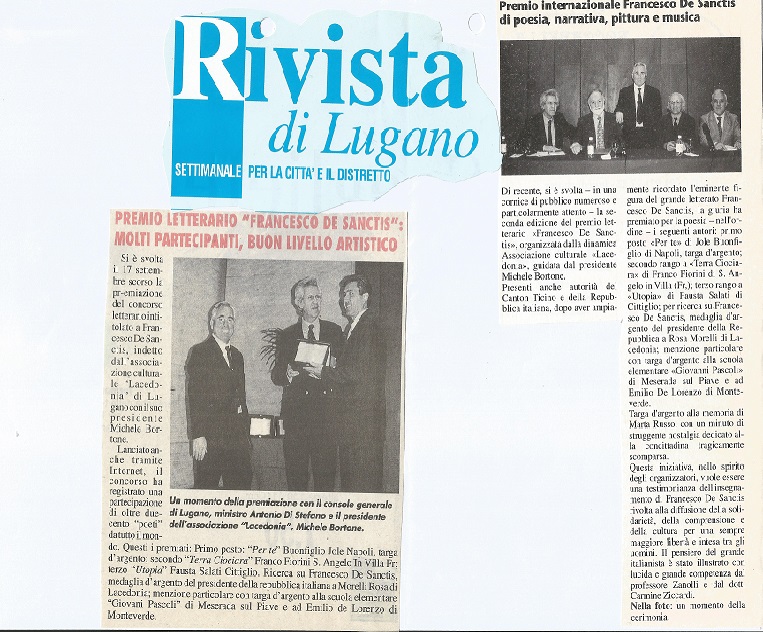 Rivista
di Lugano
SETTIMANALE PER LA CITTA' E IL DISTRETTO
PREMIO LETTERARIO "FRANCESCO DE SANCTIS":
MOLTI PARTECIPANTI, BUON LIVELLO ARTISTICO
Si è svolta
il 17 settem-
bre scorso la
premiazione
del concorso
letterario inti-
tolato a Fran-
cesco De San-
ctis, indetto
dall'associa-
zione cultura-
le "Lacedo-
nia" di Lu-
gano con il suo
presidente
Michele Bor-
tone.
Lanciato an-
che tramite
Internet, il
concorso ha
registrato una
partecipazione
di oltre due-
cento "poeti"
da tutto il mon-
do. Questi i premiati: Primo posto: "Per te" Buonfiglio Jole Napoli, targa
d'argento: secondo "Terra Ciociara" Franco Fiorini S. Angelo In Villa Fr:
terzo "Utopia" Fausta Salati Cittiglio, Ricerca su Francesco De Sanctis,
medaglia d'argento del presidente della repubblica italiana a Morelli Rosa di
Lacedonia; menzione particolare con targa d'argento alla scuola elementare
"Giovani Pascoli" di Meseraca sul Piave e ad Emilio de Lorenzo di
Monteverde.
Un momento della premiazione con il console generale
di Lugano, ministro Antonio Di Stefano e il presidente
dell'associazione "Lacedonia", Michele Bortone.
Premio internazionale Francesco De Sanctis
di poesia, narrativa, pittura e musica
Di recente, si è svolta – in una
cornice di pubblico numeroso e
particolarmente attento – la se-
conda edizione del premio let-
terario «Francesco De San-
ctis», organizzata dalla dinamica
Associazione culturale «Lace-
donia», guidata dal presidente
Michele Bortone.
Presenti anche autorità del
Canton Ticino e della Repub-
blica italiana, dopo aver ampia-
mente ricordato l'eminente fi-
gura del grande letterato Fran-
cesco De Sanctis, la giuria ha
premiato per la poesia – nell'or-
dine – i seguenti autori: primo
posto «Per te» di Jole Buonfi-
glio di Napoli, targa d'argento;
secondo rango a «Terra Ciocia-
ra» di Franco Fiorini di S. Ange-
lo in Villa (Fr.); terzo rango a
«Utopia» di Fausta Salati di
Cittiglio; per ricerca su France-
sco De Sanctis, medaglia d'ar-
gento del presidente della Re-
pubblica a Rosa Morelli di La-
cedonia; menzione particolare
con targa d'argento alla scuola
elementare «Giovanni Pascoli»
di Meserada sul Piave e ad
Emilio De Lorenzo di Monte-
verde.
Targa d'argento alla memoria di
Marta Russo con un minuto di
struggente nostalgia dedicato al-
la concittadina tragicamente
scomparsa.
Questa iniziativa, nello spirito
degli organizzatori, vuole essere
una testimonianza dell'insegna-
mento di Francesco De Sanctis
rivolta alla diffusione della soli-
darietà, della comprensione e
della cultura per una sempre
maggiore libertà e intesa tra gli
uomini. Il pensiero del grande
italianista è stato illustrato con
lucida e grande competenza dal
professore Zanolli e dal dott
Carmine Ziccardi.
Nella foto: un momento della
cerimonia